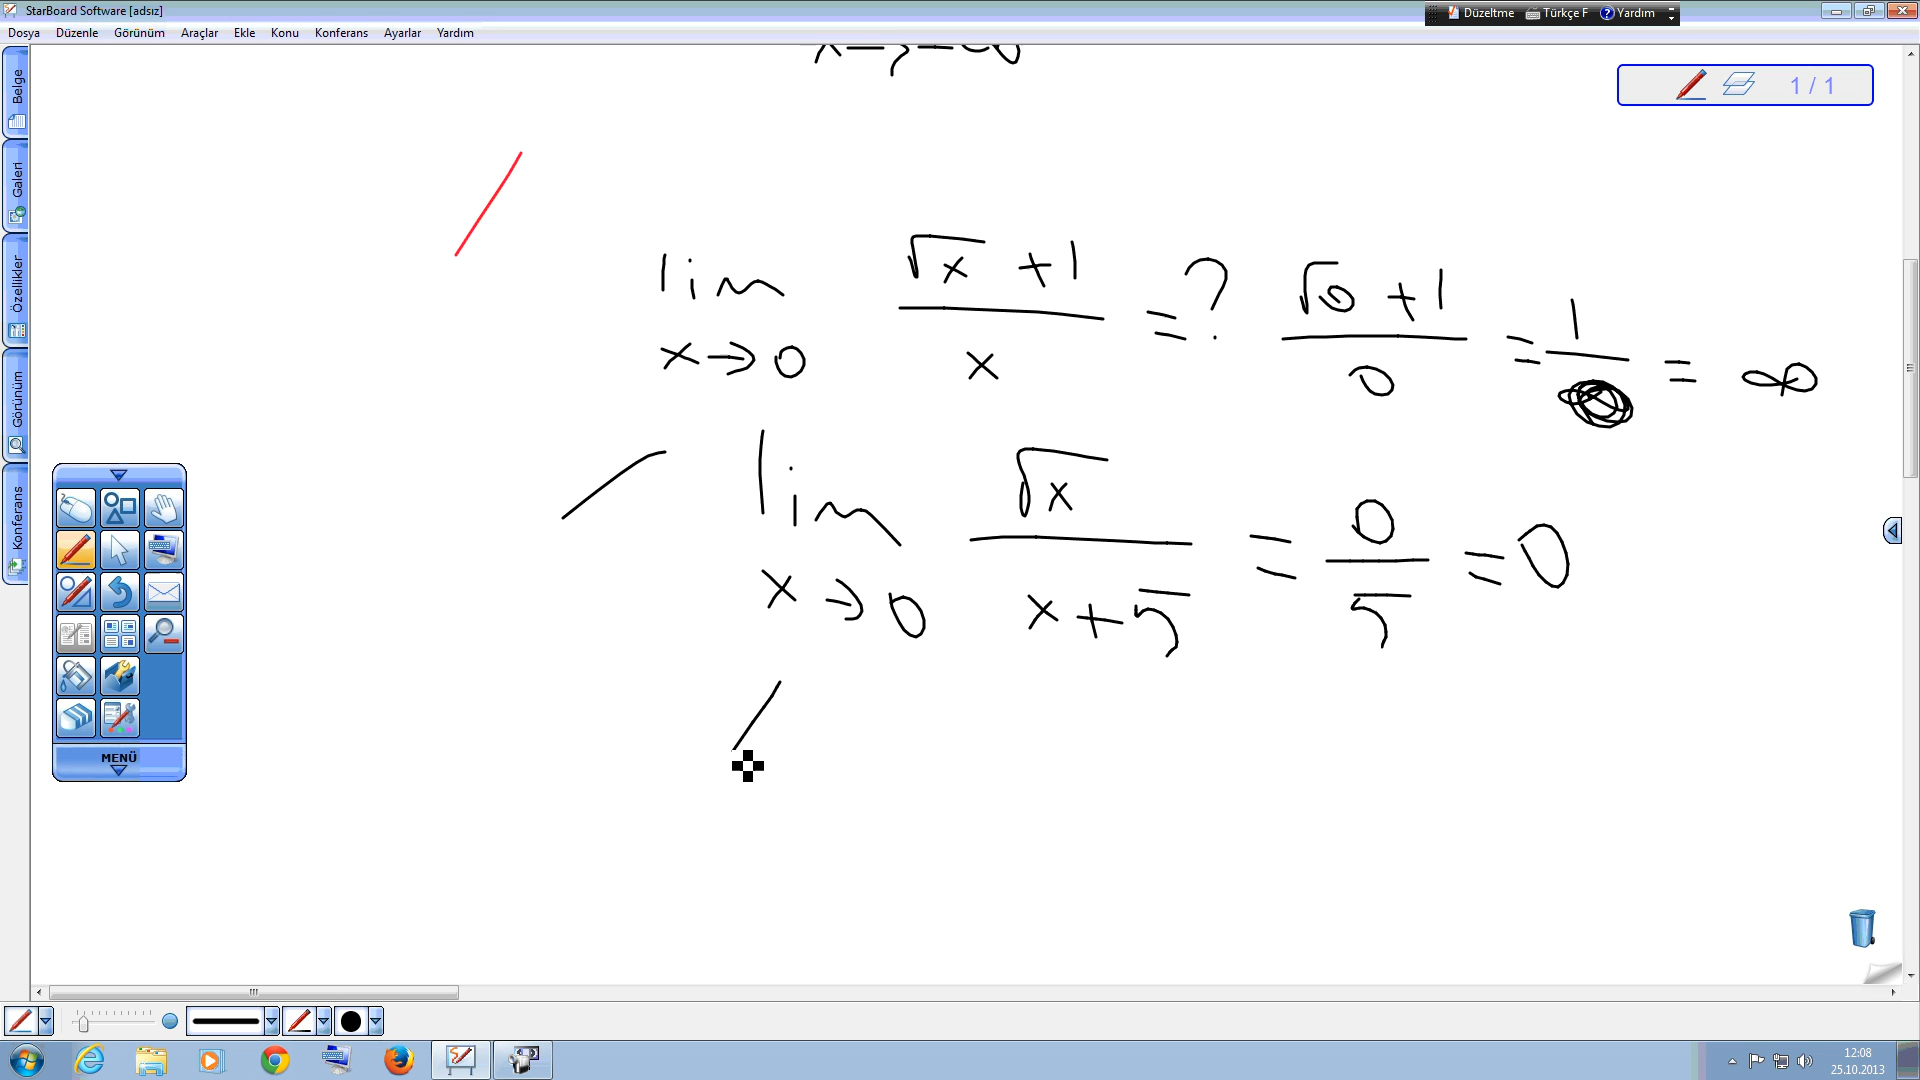 StarBoard Software [adsız]
Düzeltme Türkçe F Yardım
Dosya Düzenle Görünüm Araçlar Ekle Konu Konferans Ayarlar Yardım
Belge
Galeri
Özellikler
Görünüm
Konferans
1 / 1
lim x→0 (√x + 1)/x = ? (√0 + 1)/0 = 1/ = ∞
lim x→0 √x/(x+5) = 0/5 = 0
MENÜ
12:08
25.10.2013